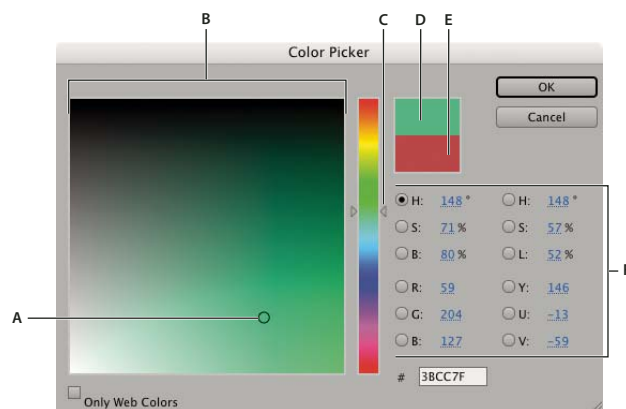 B
C
D
E
Color Picker
OK
Cancel
H: 148 °
H: 148 °
S: 71 %
S: 57 %
B: 80 %
L: 52 %
R: 59
Y: 146
G: 204
U: -13
B: 127
V: -59
A
# 3BCC7F
Only Web Colors